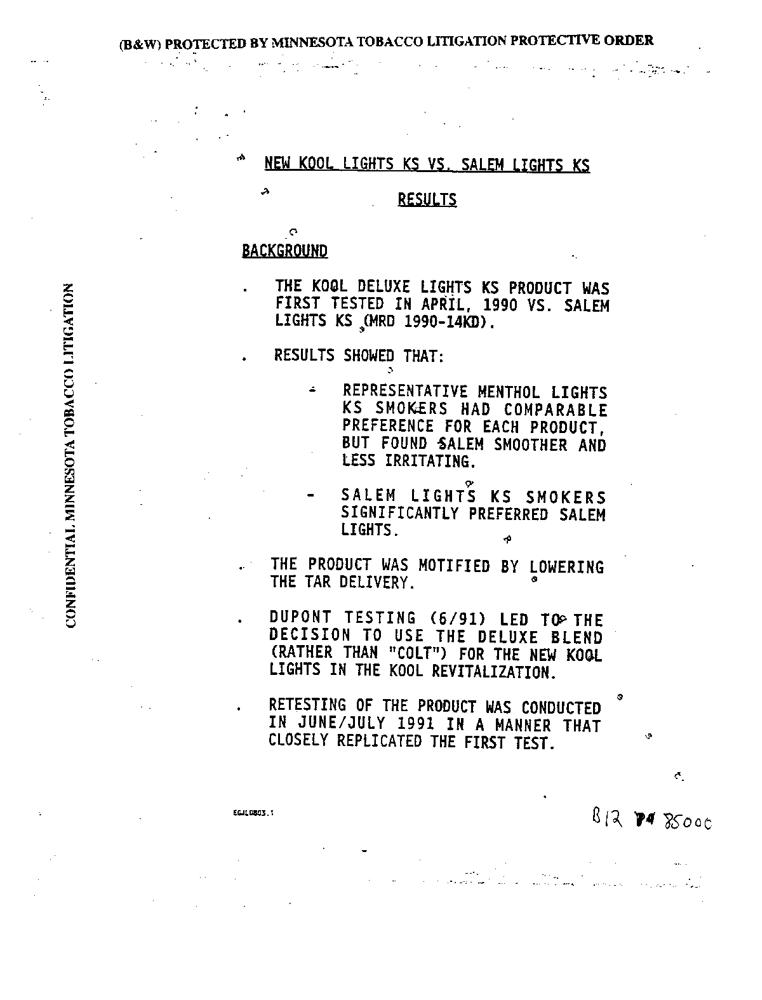 (B&W) PROTECTED BY MINNESOTA TOBACCO LITIGATION PROTECTIVE ORDER
NEW KOOL LIGHTS KS VS. SALEM LIGHTS KS
RESULTS
BACKGROUND
. THE KOOL DELUXE LIGHTS KS PRODUCT WAS
FIRST TESTED IN APRIL, 1990 VS. SALEM
LIGHTS KS (MRD 1990-14KD).
. RESULTS SHOWED THAT:
- REPRESENTATIVE MENTHOL LIGHTS
KS SMOKERS HAD COMPARABLE
PREFERENCE FOR EACH PRODUCT,
BUT FOUND SALEM SMOOTHER AND
LESS IRRITATING.
- SALEM LIGHTS KS SMOKERS
SIGNIFICANTLY PREFERRED SALEM
LIGHTS.
. THE PRODUCT WAS MOTIFIED BY LOWERING
THE TAR DELIVERY.
. DUPONT TESTING (6/91) LED TO THE
DECISION TO USE THE DELUXE BLEND
(RATHER THAN "COLT") FOR THE NEW KOOL
LIGHTS IN THE KOOL REVITALIZATION.
. RETESTING OF THE PRODUCT WAS CONDUCTED
IN JUNE/JULY 1991 IN A MANNER THAT
CLOSELY REPLICATED THE FIRST TEST.
EGJL0803.1
CONFIDENTIAL MINNESOTA TOBACCO LITIGATION